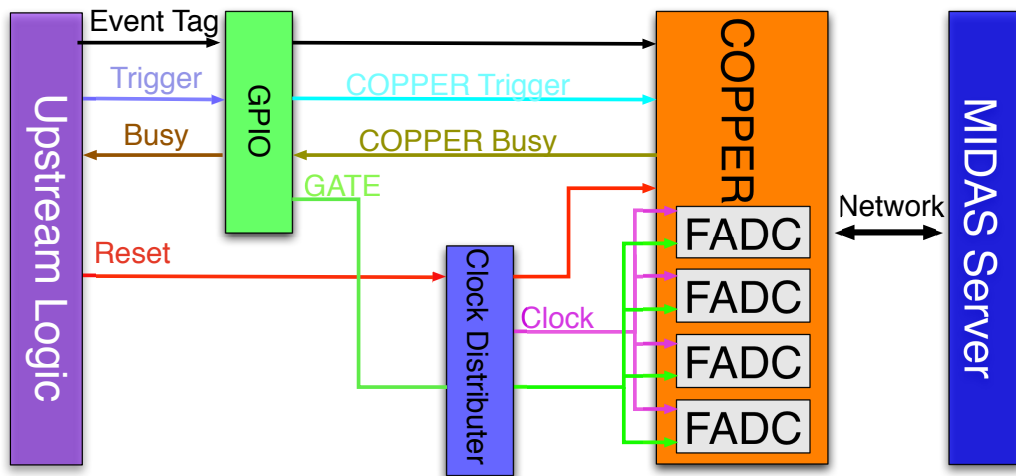 Event Tag
Trigger
Busy
Reset
Upstream Logic
GPIO
COPPER Trigger
COPPER Busy
GATE
Clock Distributer
Clock
COPPER
FADC
FADC
FADC
FADC
Network
MIDAS Server